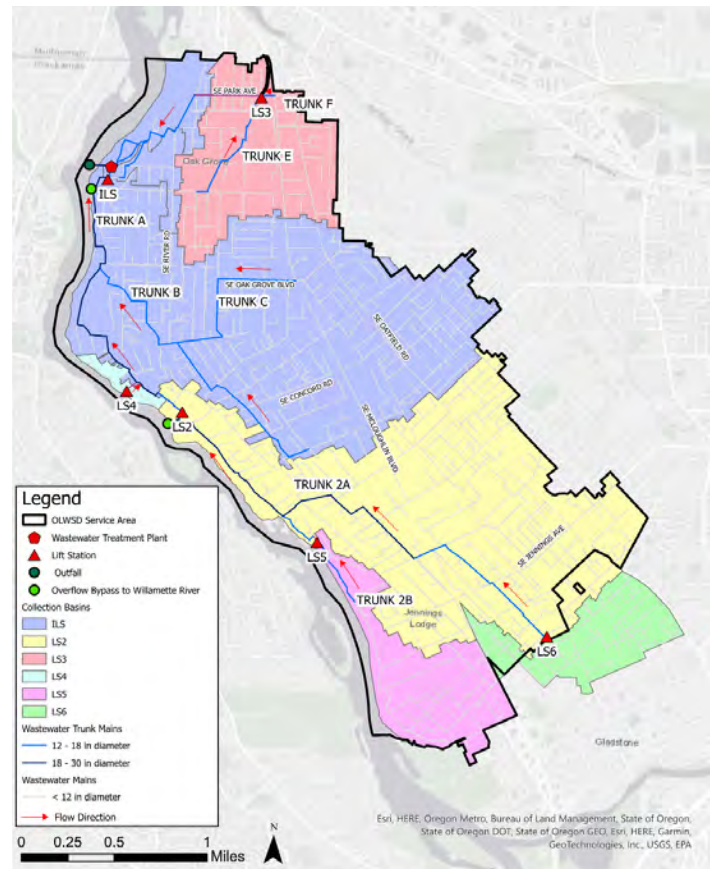 Multnomah
Clackamas
SE PARK AVE
TRUNK F
LS3
TRUNK E
Oak Grove
ILS
TRUNK A
SE RIVER RD
TRUNK B
SE OAK GROVE BLVD
TRUNK C
SE OATFIELD RD
SE CONCORD RD
LS4
LS2
SE MCLOUGHLIN BLVD
TRUNK 2A
SE JENNINGS AVE
LS5
TRUNK 2B
Jennings
Lodge
LS6
Gladstone
Legend
OLWSD Service Area
Wastewater Treatment Plant
Lift Station
Outfall
Overflow Bypass to Willamette River
Collection Basins
ILS
LS2
LS3
LS4
LS5
LS6
Wastewater Trunk Mains
12 - 18 in diameter
18 - 30 in diameter
Wastewater Mains
< 12 in diameter
Flow Direction
Esri, HERE, Oregon Metro, Bureau of Land Management, State of Oregon,
State of Oregon DOT, State of Oregon GEO, Esri, HERE, Garmin,
GeoTechnologies, Inc., USGS, EPA
0 0.25 0.5 1
Miles
N